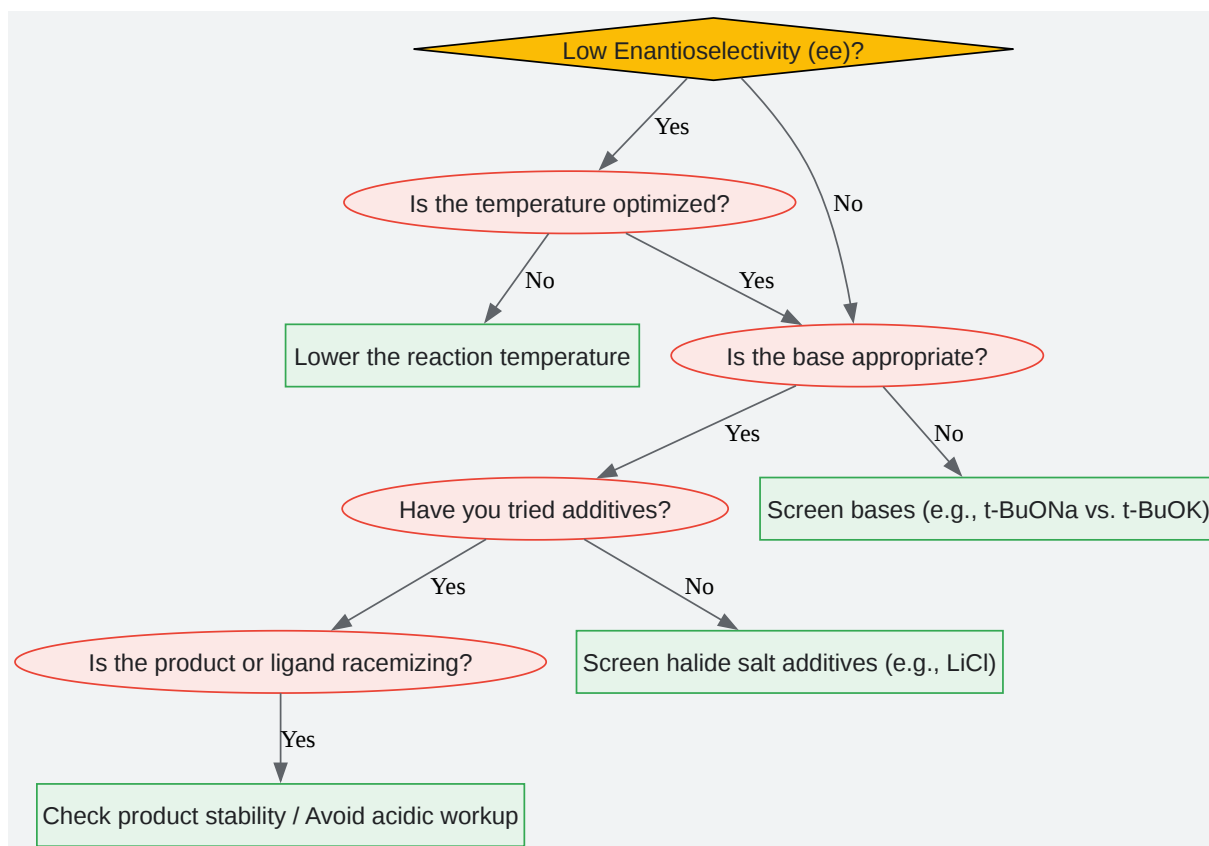 Low Enantioselectivity (ee)?
Yes
Is the temperature optimized?
No
No
Yes
Lower the reaction temperature
Is the base appropriate?
Yes
No
Have you tried additives?
Screen bases (e.g., t-BuONa vs. t-BuOK)
Yes
No
Is the product or ligand racemizing?
Screen halide salt additives (e.g., LiCl)
Yes
Check product stability / Avoid acidic workup